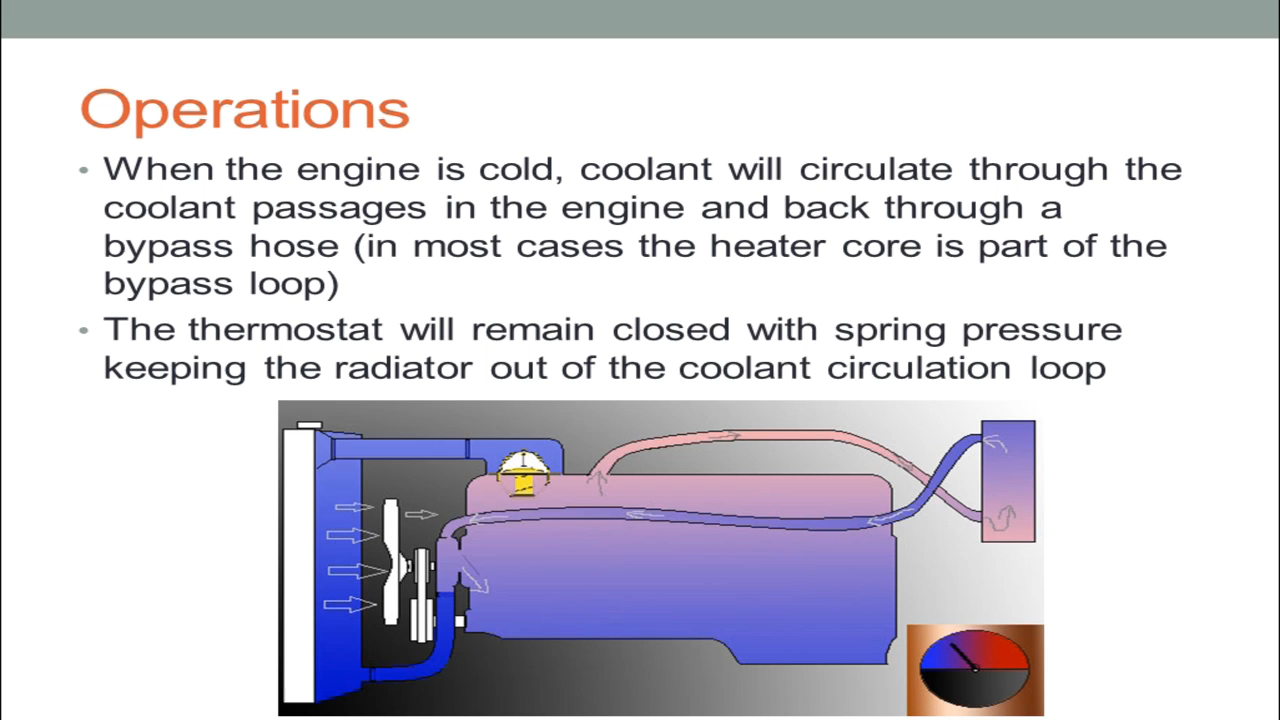 Operations
• When the engine is cold, coolant will circulate through the
coolant passages in the engine and back through a
bypass hose (in most cases the heater core is part of the
bypass loop)
• The thermostat will remain closed with spring pressure
keeping the radiator out of the coolant circulation loop